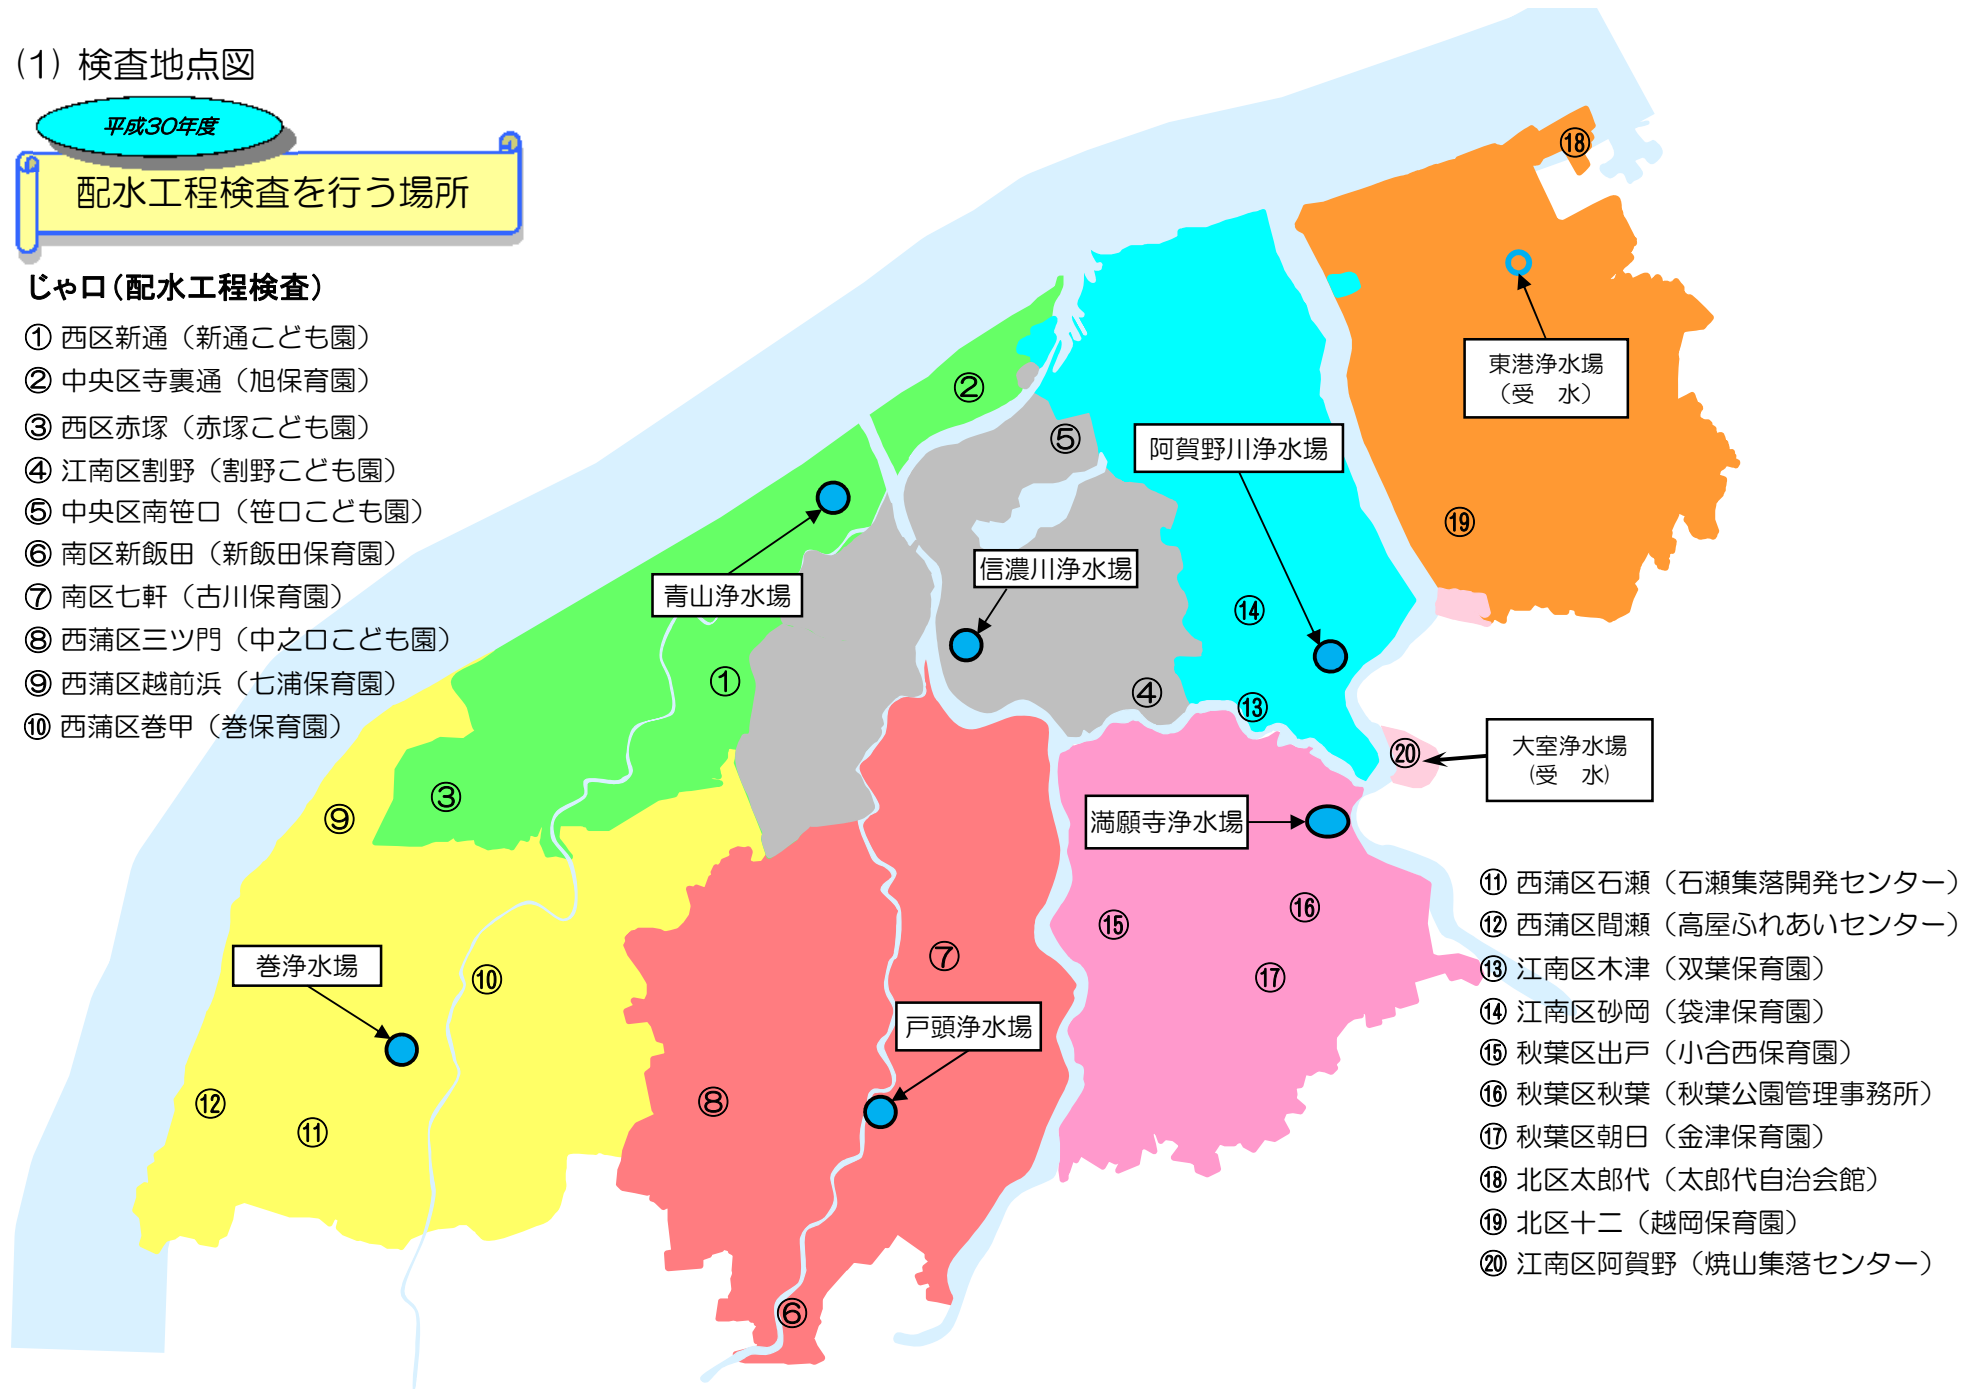 (1) 検査地点図
平成30年度
配水工程検査を行う場所
じゃ口（配水工程検査）
① 西区新通（新通こども園）
② 中央区寺裏通（旭保育園）
③ 西区赤塚（赤塚こども園）
④ 江南区割野（割野こども園）
⑤ 中央区南笹口（笹口こども園）
⑥ 南区新飯田（新飯田保育園）
⑦ 南区七軒（古川保育園）
⑧ 西蒲区三ツ門（中之口こども園）
⑨ 西蒲区越前浜（七浦保育園）
⑩ 西蒲区巻甲（巻保育園）
⑱
東港浄水場
（受　水）
②
⑤
阿賀野川浄水場
⑲
青山浄水場
信濃川浄水場
⑭
①
④
⑬
⑳
大室浄水場
(受　水)
③
⑨
満願寺浄水場
⑮
⑯
⑰
⑦
巻浄水場
⑩
戸頭浄水場
⑫
⑪
⑧
⑥
⑪ 西蒲区石瀬（石瀬集落開発センター）
⑫ 西蒲区間瀬（高屋ふれあいセンター）
⑬ 江南区木津（双葉保育園）
⑭ 江南区砂岡（袋津保育園）
⑮ 秋葉区出戸（小合西保育園）
⑯ 秋葉区秋葉（秋葉公園管理事務所）
⑰ 秋葉区朝日（金津保育園）
⑱ 北区太郎代（太郎代自治会館）
⑲ 北区十二（越岡保育園）
⑳ 江南区阿賀野（焼山集落センター）